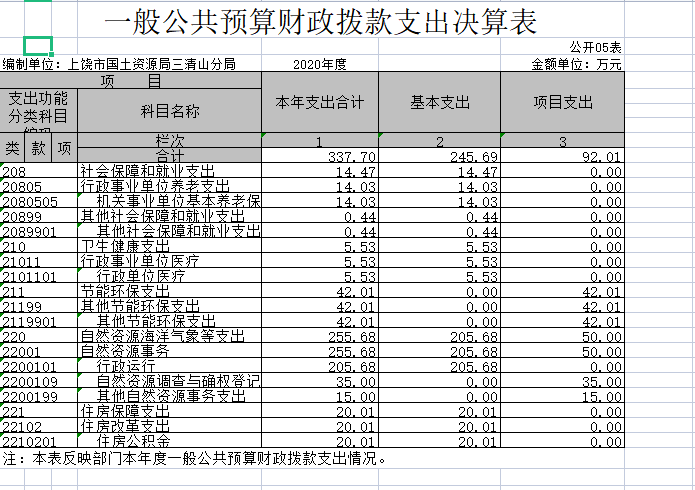 一般公共预算财政拨款支出决算表
公开05表
编制单位：上饶市国土资源局三清山分局 2020年度 金额单位：万元
项 目 本年支出合计 基本支出 项目支出
支出功能分类科目编码 科目名称
类 款 项 栏次 1 2 3
合计 337.70 245.69 92.01
208 社会保障和就业支出 14.47 14.47 0.00
20805 行政事业单位养老支出 14.03 14.03 0.00
2080505 机关事业单位基本养老保 14.03 14.03 0.00
20899 其他社会保障和就业支出 0.44 0.44 0.00
2089901 其他社会保障和就业支出 0.44 0.44 0.00
210 卫生健康支出 5.53 5.53 0.00
21011 行政事业单位医疗 5.53 5.53 0.00
2101101 行政单位医疗 5.53 5.53 0.00
211 节能环保支出 42.01 0.00 42.01
21199 其他节能环保支出 42.01 0.00 42.01
2119901 其他节能环保支出 42.01 0.00 42.01
220 自然资源海洋气象等支出 255.68 205.68 50.00
22001 自然资源事务 255.68 205.68 50.00
2200101 行政运行 205.68 205.68 0.00
2200109 自然资源调查与确权登记 35.00 0.00 35.00
2200199 其他自然资源事务支出 15.00 0.00 15.00
221 住房保障支出 20.01 20.01 0.00
22102 住房改革支出 20.01 20.01 0.00
2210201 住房公积金 20.01 20.01 0.00
注：本表反映部门本年度一般公共预算财政拨款支出情况。